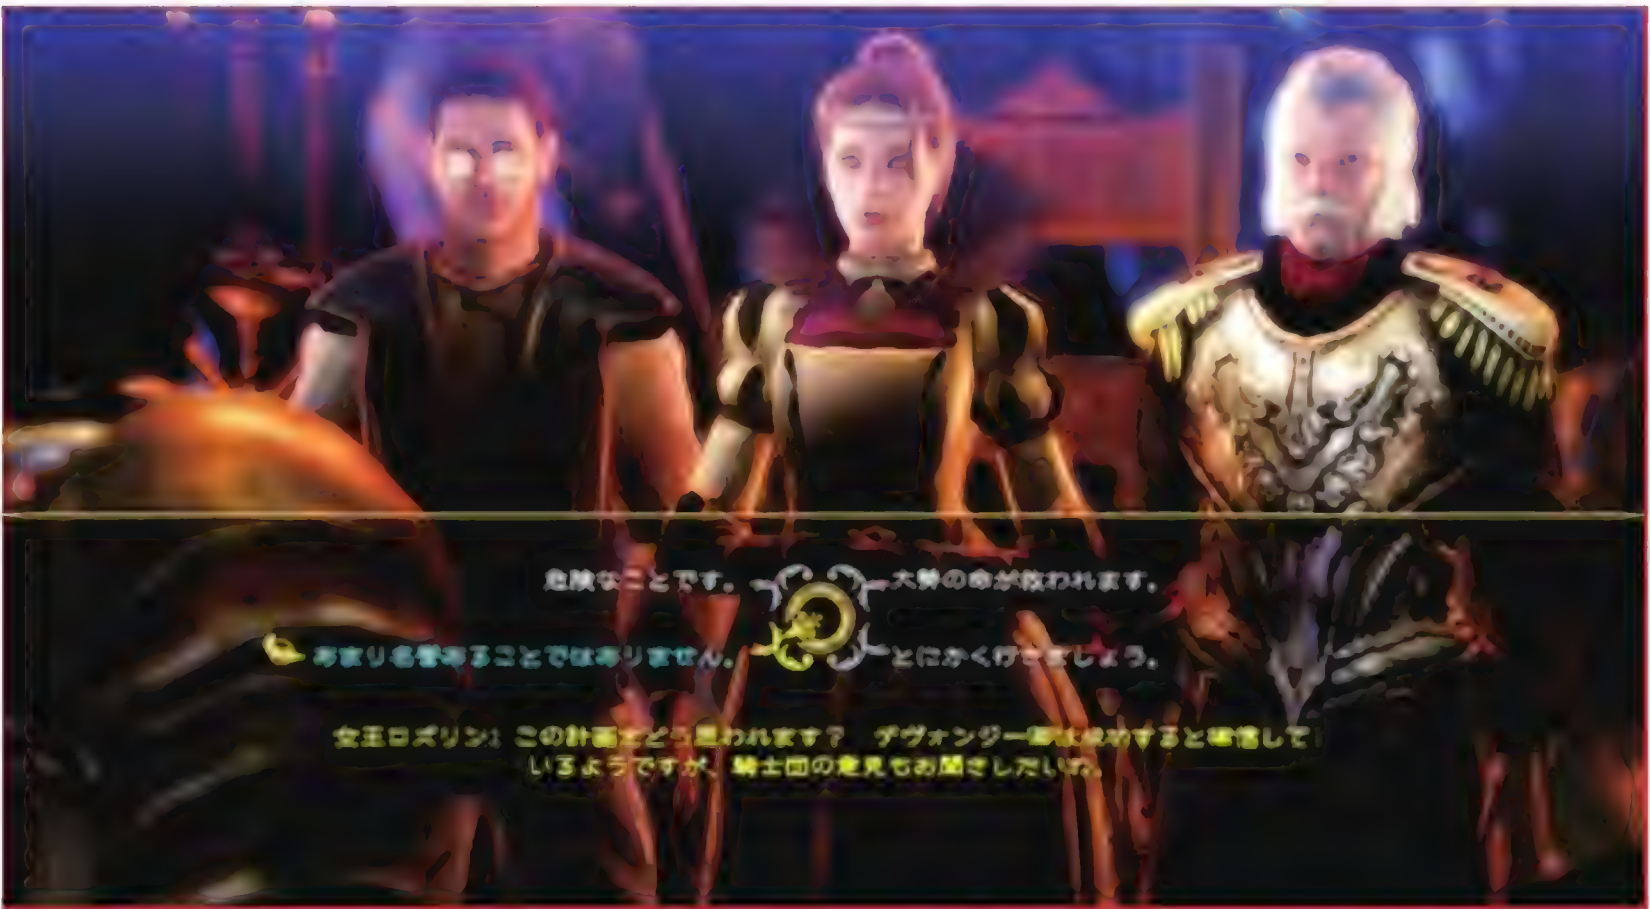 危険なことです。
大勢の命が救われます。
あまり名誉あることではありません。
とにかく行きましょう。
女王ロズリン: この計画をどう思われます？ デヴォンジー卿は成功すると確信して
いるようですが、騎士団の意見もお聞きしたいわ。